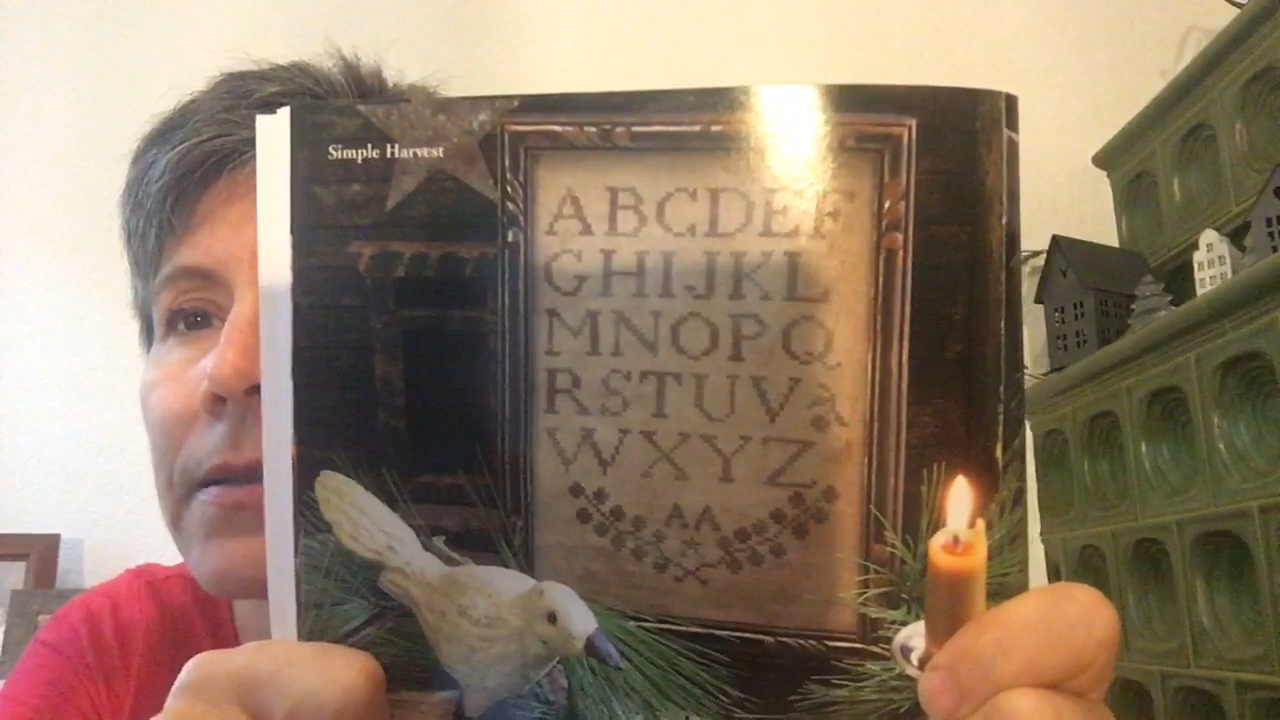 Simple Harvest
ABCDEF
GHIJKL
MNOPQ
RSTUV&
WXYZ
AA